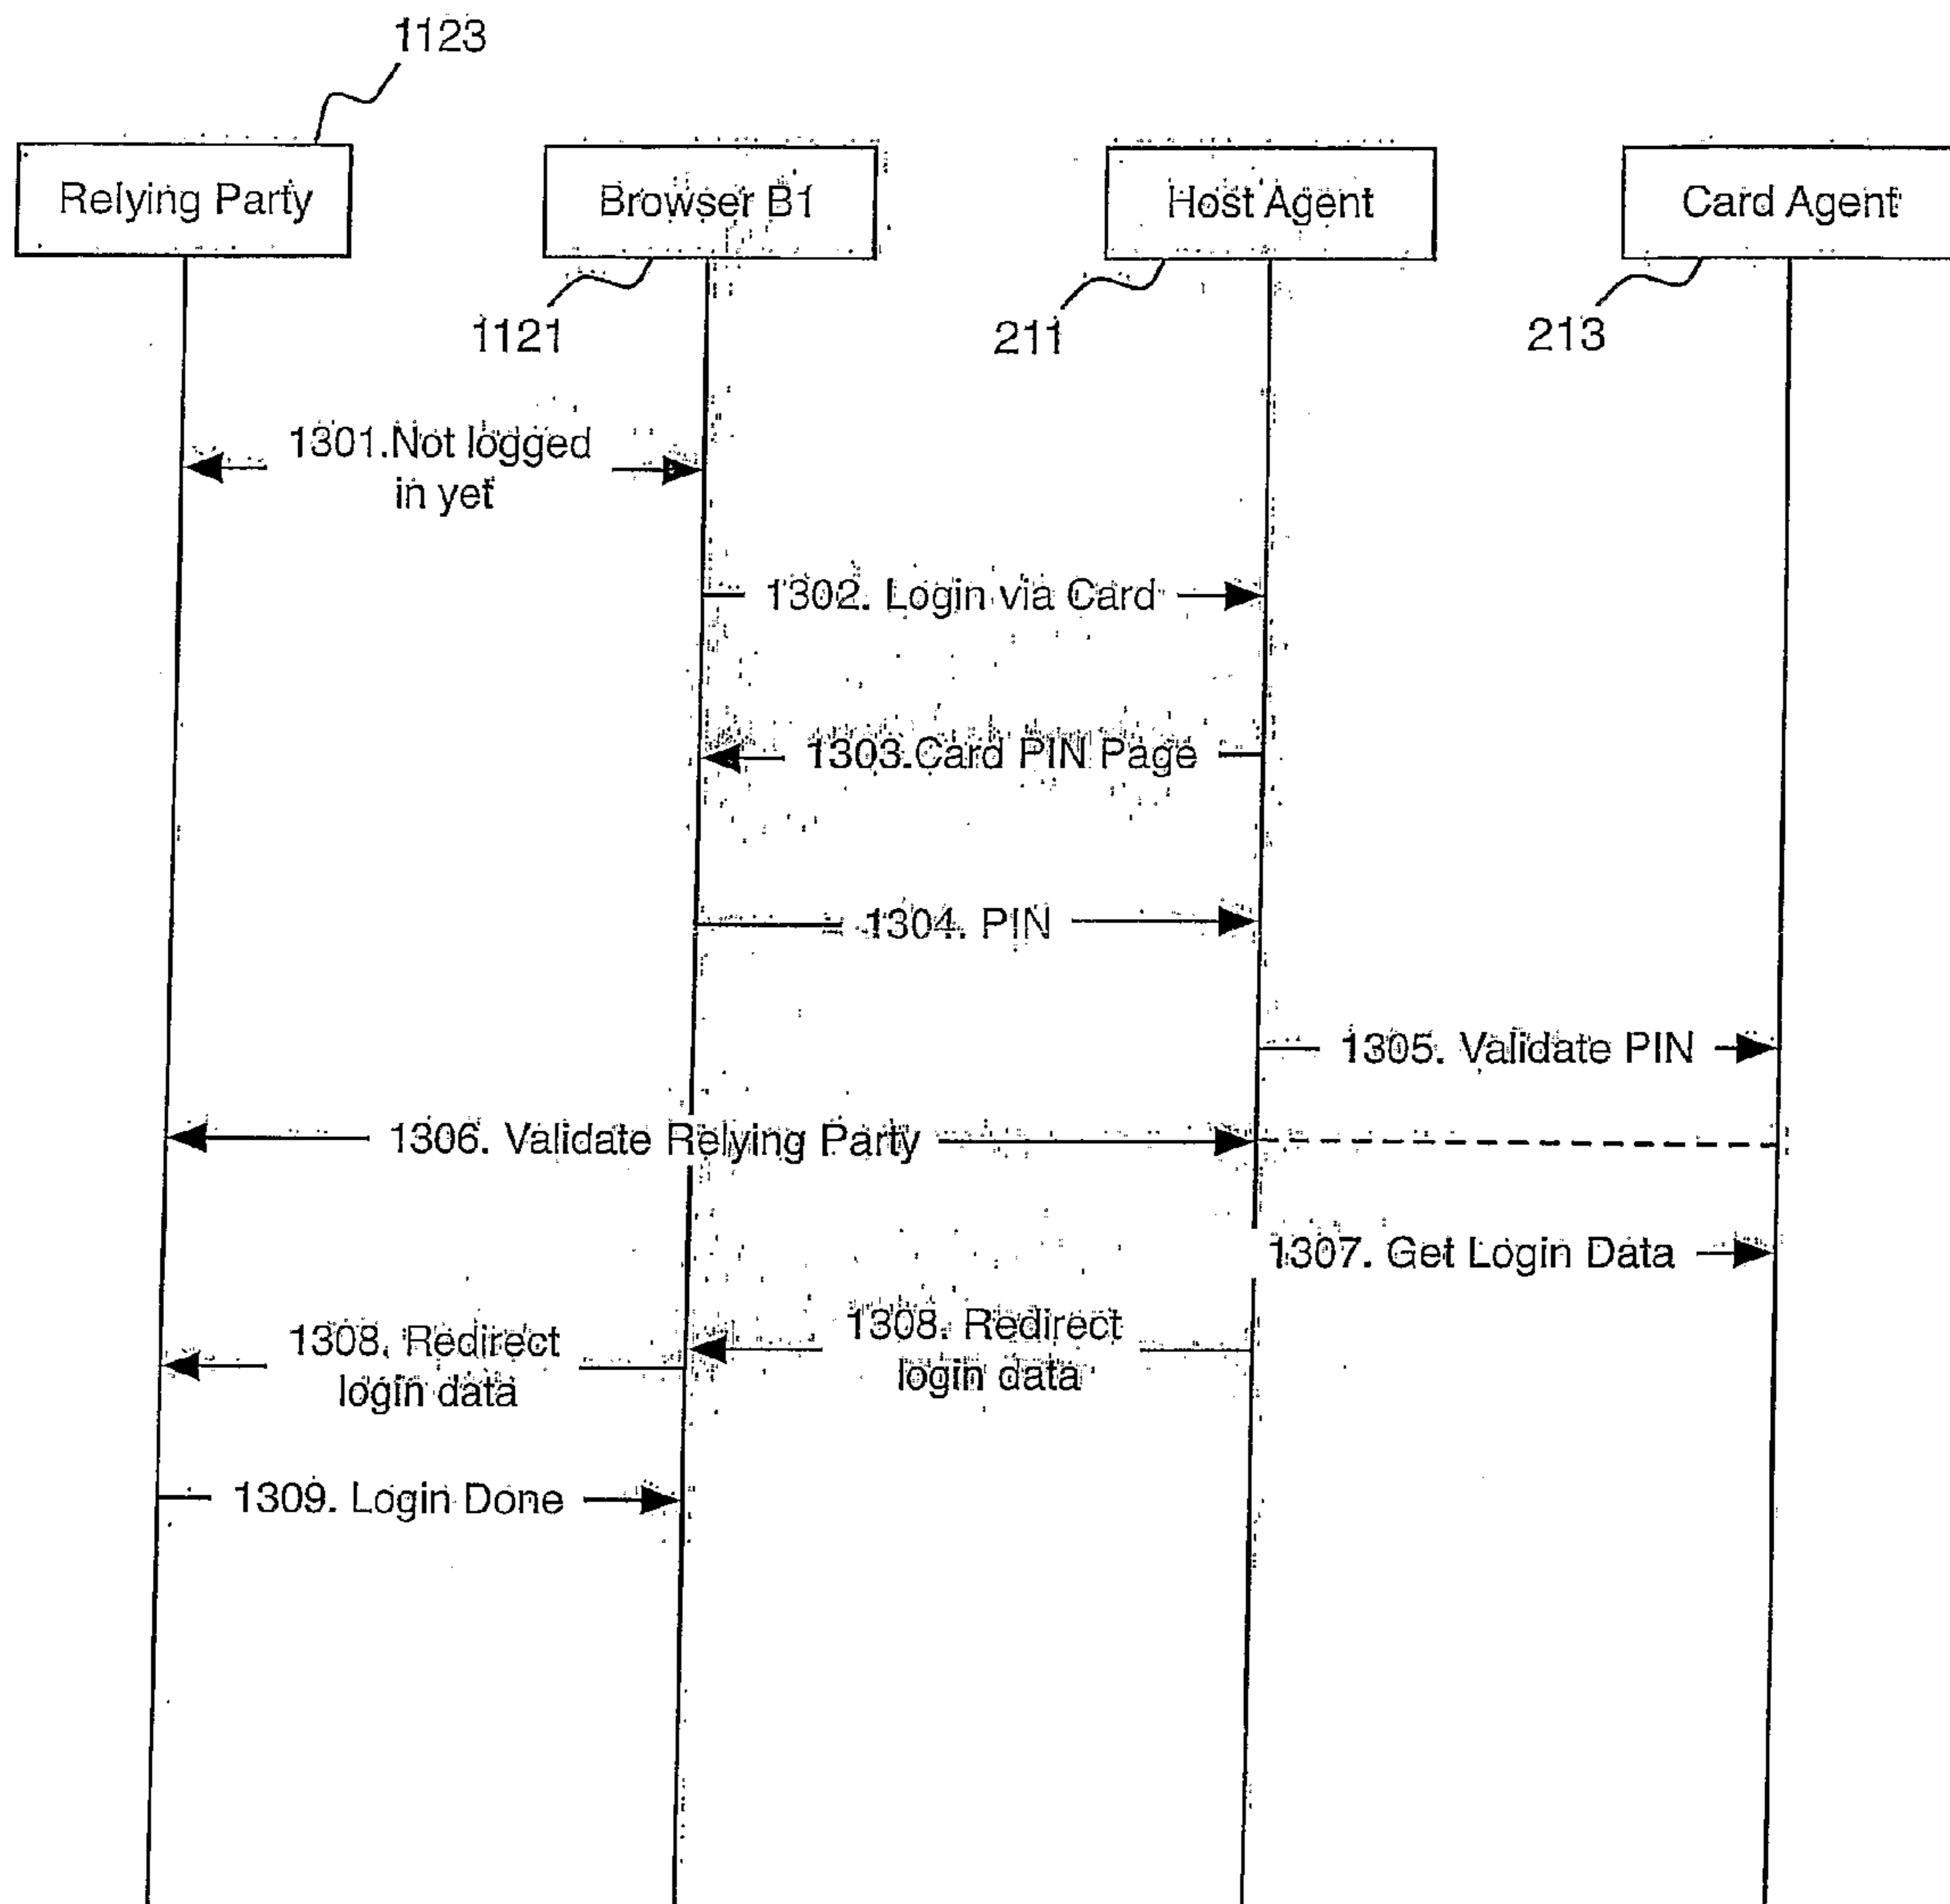 1123
Relying Party
Browser B1
Host Agent
Card Agent
1121
211
213
1301.Not logged
in yet
1302. Login via Card
1303.Card PIN Page
1304. PIN
1305. Validate PIN
1306. Validate Relying Party
1307. Get Login Data
1308. Redirect
login data
1308. Redirect
login data
1309. Login Done